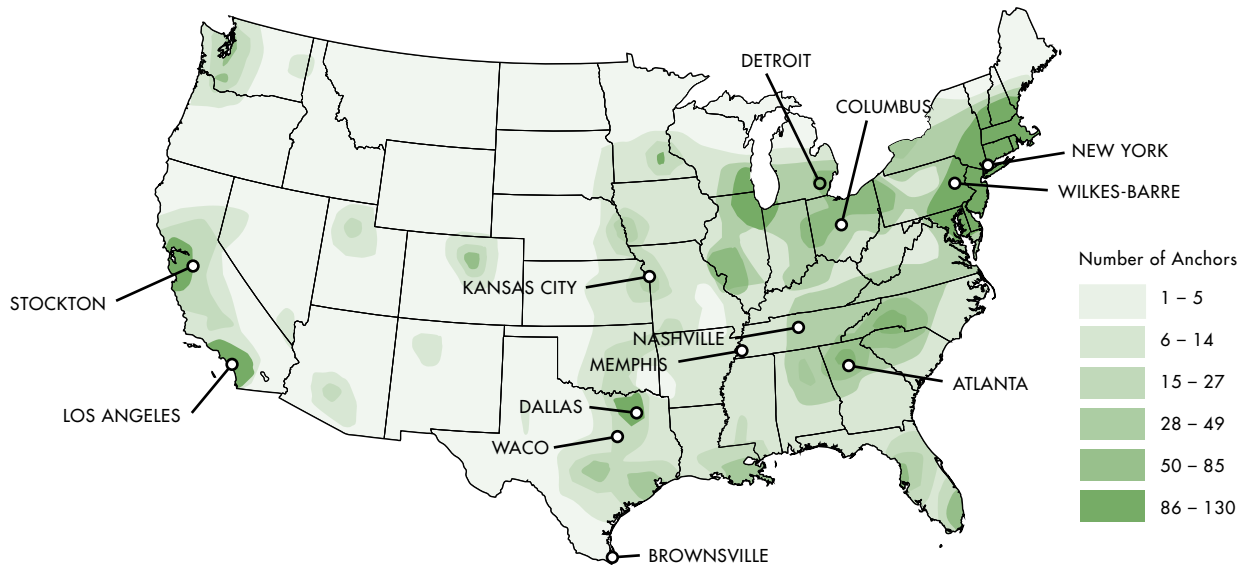 DETROIT
COLUMBUS
NEW YORK
WILKES-BARRE
Number of Anchors
KANSAS CITY
STOCKTON
1 – 5
NASHVILLE
6 – 14
MEMPHIS
15 – 27
ATLANTA
DALLAS
LOS ANGELES
28 – 49
WACO
50 – 85
86 – 130
BROWNSVILLE